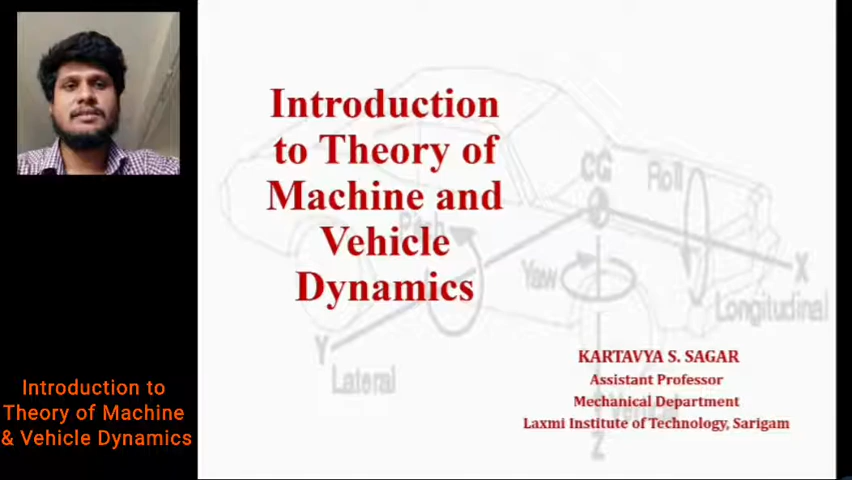 Introduction
to Theory of
Machine and
Vehicle
Dynamics
CG
Roll
Pitch
Yaw
X
Longitudinal
Y
Lateral
KARTAVYA S. SAGAR
Assistant Professor
Mechanical Department
Vertical
Laxmi Institute of Technology, Sarigam
Z
Introduction to
Theory of Machine
& Vehicle Dynamics